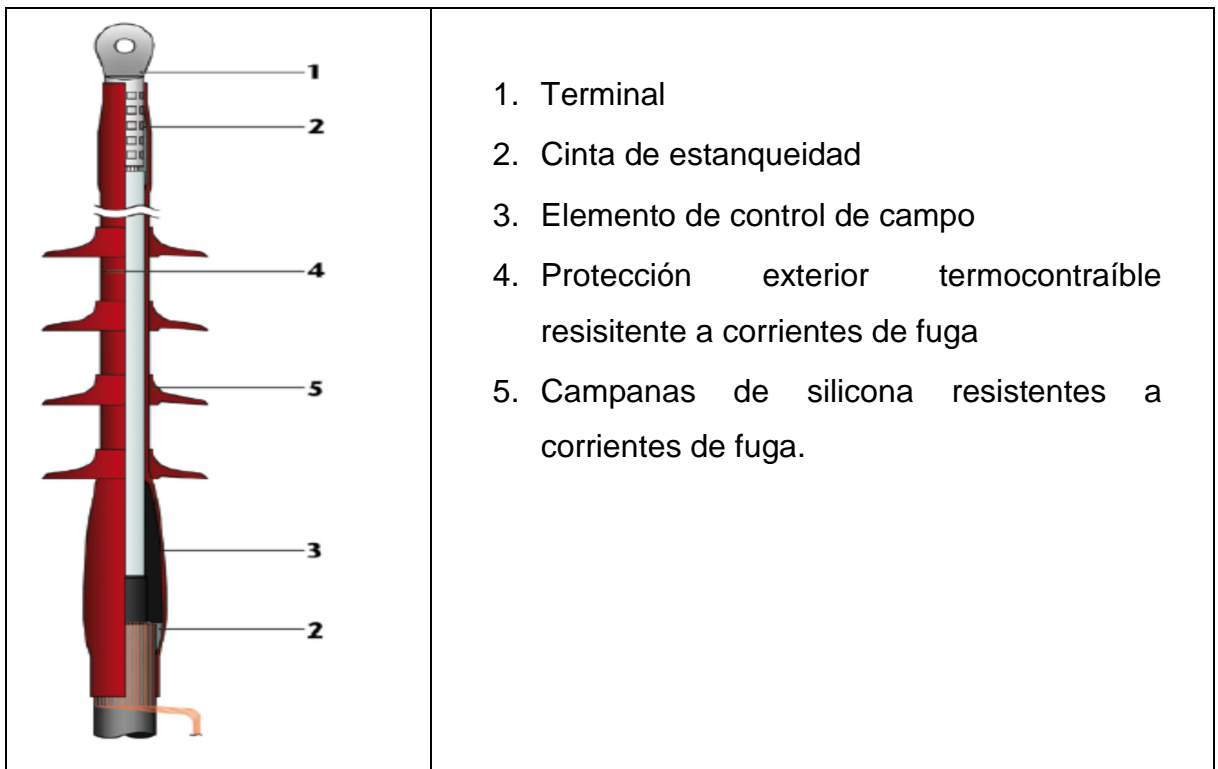 1
2
4
5
3
2
1. Terminal
2. Cinta de estanqueidad
3. Elemento de control de campo
4. Protección exterior termocontraíble
resisitente a corrientes de fuga
5. Campanas de silicona resistentes a
corrientes de fuga.